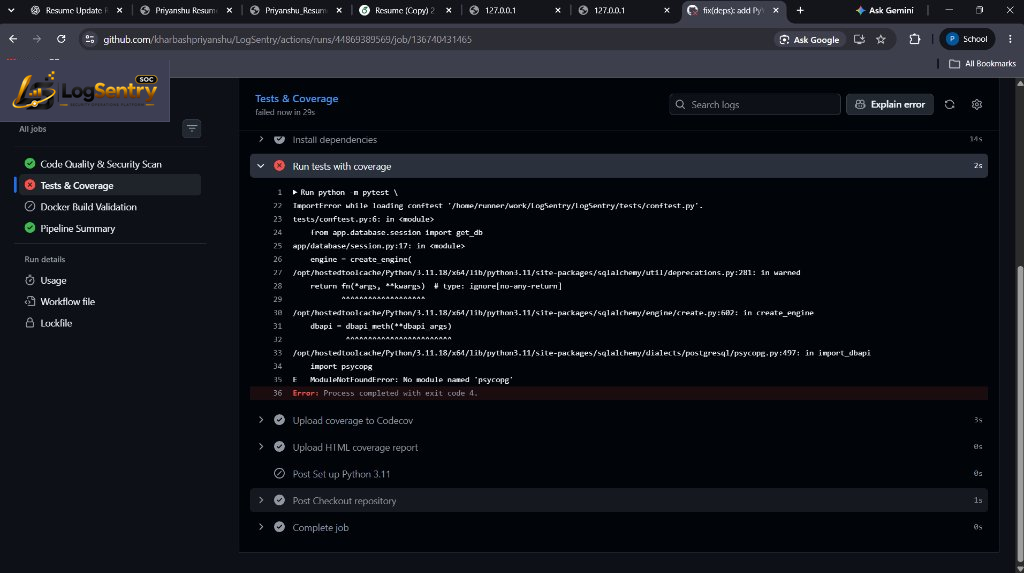 Resume Update F
Priyanshu Resume
Priyanshu_Resum
Resume (Copy) 2
127.0.0.1
127.0.0.1
fix(deps): add Py
Ask Gemini
github.com/kharbashpriyanshu/LogSentry/actions/runs/44869389569/job/136740431465
Ask Google
School
All Bookmarks
LogSentry SOC
All jobs
Code Quality & Security Scan
Tests & Coverage
Docker Build Validation
Pipeline Summary
Run details
Usage
Workflow file
Lockfile
Tests & Coverage
failed now in 29s
Search logs
Explain error
Install dependencies 14s
Run tests with coverage 2s
1 ▶ Run python -m pytest \
22 ImportError while loading conftest '/home/runner/work/LogSentry/LogSentry/tests/conftest.py'.
23 tests/conftest.py:6: in <module>
24 from app.database.session import get_db
25 app/database/session.py:17: in <module>
26 engine = create_engine(
27 /opt/hostedtoolcache/Python/3.11.18/x64/lib/python3.11/site-packages/sqlalchemy/util/deprecations.py:281: in warned
28 return fn(*args, **kwargs)  # type: ignore[no-any-return]
29 ^^^^^^^^^^^^^^^^^^^
30 /opt/hostedtoolcache/Python/3.11.18/x64/lib/python3.11/site-packages/sqlalchemy/engine/create.py:602: in create_engine
31 dbapi = dbapi_meth(**dbapi_args)
32 ^^^^^^^^^^^^^^^^^^^^^^^^
33 /opt/hostedtoolcache/Python/3.11.18/x64/lib/python3.11/site-packages/sqlalchemy/dialects/postgresql/psycopg.py:497: in import_dbapi
34 import psycopg
35 E   ModuleNotFoundError: No module named 'psycopg'
36 Error: Process completed with exit code 4.
Upload coverage to Codecov 3s
Upload HTML coverage report 0s
Post Set up Python 3.11 0s
Post Checkout repository 1s
Complete job 0s